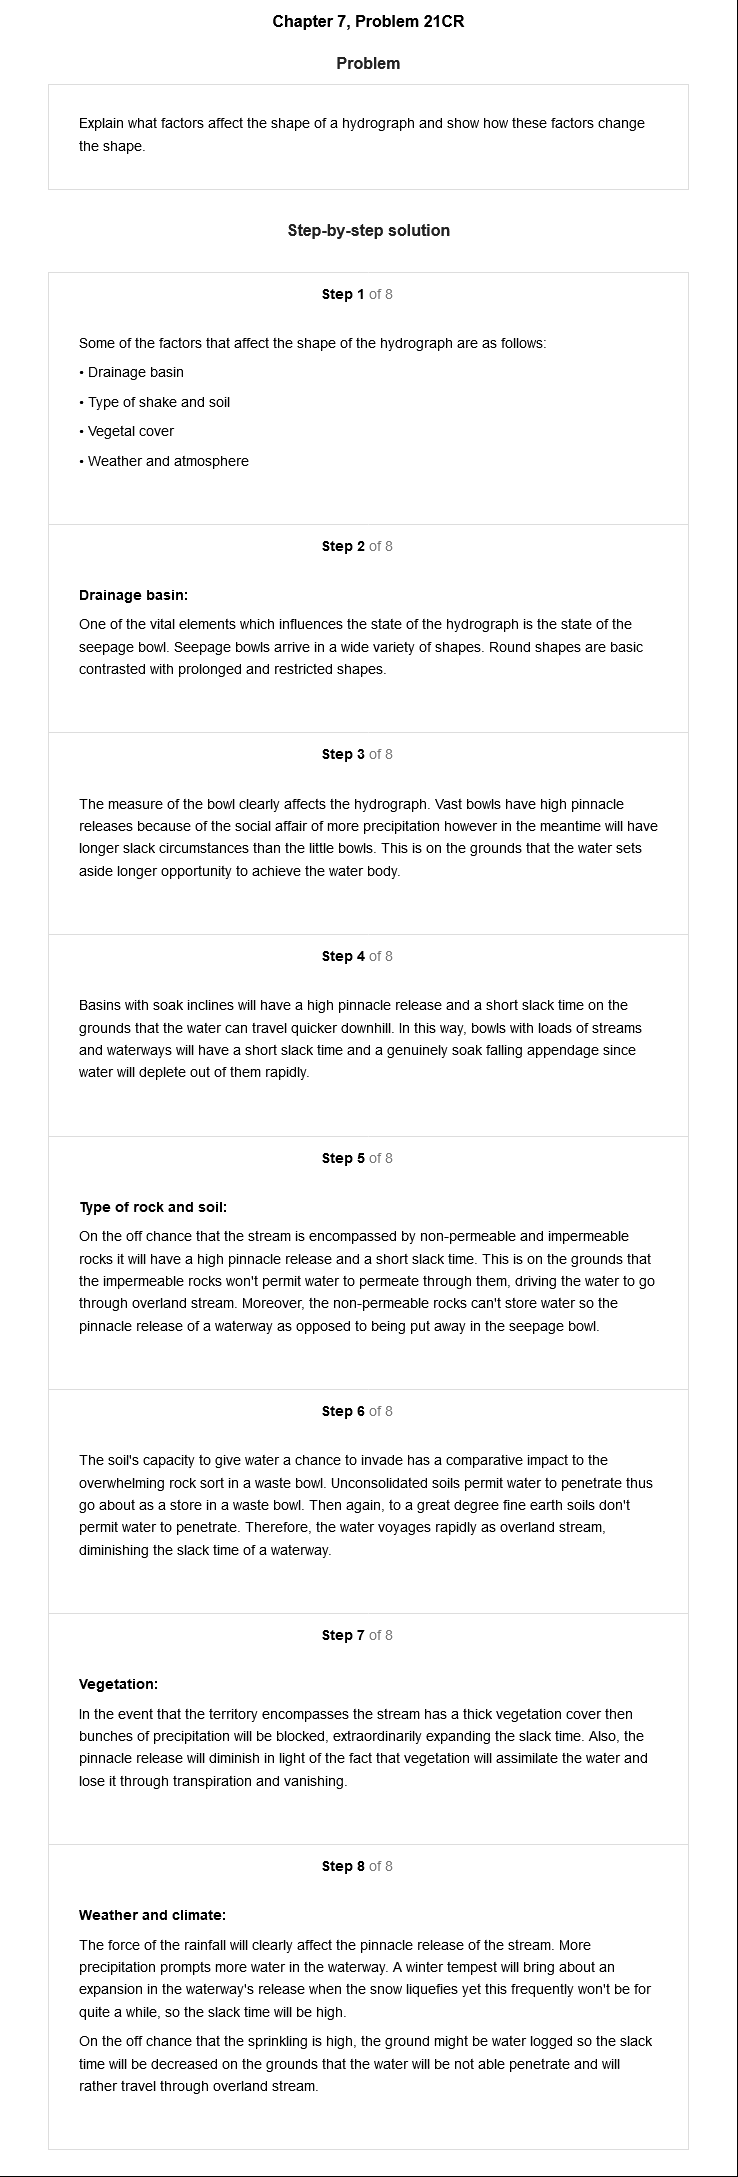 Chapter 7, Problem 21CR
Problem
Explain what factors affect the shape of a hydrograph and show how these factors change
the shape.
Step-by-step solution
Step 1 of 8
Some of the factors that affect the shape of the hydrograph are as follows:
• Drainage basin
• Type of shake and soil
• Vegetal cover
• Weather and atmosphere
Step 2 of 8
Drainage basin:
One of the vital elements which influences the state of the hydrograph is the state of the
seepage bowl. Seepage bowls arrive in a wide variety of shapes. Round shapes are basic
contrasted with prolonged and restricted shapes.
Step 3 of 8
The measure of the bowl clearly affects the hydrograph. Vast bowls have high pinnacle
releases because of the social affair of more precipitation however in the meantime will have
longer slack circumstances than the little bowls. This is on the grounds that the water sets
aside longer opportunity to achieve the water body.
Step 4 of 8
Basins with soak inclines will have a high pinnacle release and a short slack time on the
grounds that the water can travel quicker downhill. In this way, bowls with loads of streams
and waterways will have a short slack time and a genuinely soak falling appendage since
water will deplete out of them rapidly.
Step 5 of 8
Type of rock and soil:
On the off chance that the stream is encompassed by non-permeable and impermeable
rocks it will have a high pinnacle release and a short slack time. This is on the grounds that
the impermeable rocks won't permit water to permeate through them, driving the water to go
through overland stream. Moreover, the non-permeable rocks can't store water so the
pinnacle release of a waterway as opposed to being put away in the seepage bowl.
Step 6 of 8
The soil's capacity to give water a chance to invade has a comparative impact to the
overwhelming rock sort in a waste bowl. Unconsolidated soils permit water to penetrate thus
go about as a store in a waste bowl. Then again, to a great degree fine earth soils don't
permit water to penetrate. Therefore, the water voyages rapidly as overland stream,
diminishing the slack time of a waterway.
Step 7 of 8
Vegetation:
In the event that the territory encompasses the stream has a thick vegetation cover then
bunches of precipitation will be blocked, extraordinarily expanding the slack time. Also, the
pinnacle release will diminish in light of the fact that vegetation will assimilate the water and
lose it through transpiration and vanishing.
Step 8 of 8
Weather and climate:
The force of the rainfall will clearly affect the pinnacle release of the stream. More
precipitation prompts more water in the waterway. A winter tempest will bring about an
expansion in the waterway's release when the snow liquefies yet this frequently won't be for
quite a while, so the slack time will be high.
On the off chance that the sprinkling is high, the ground might be water logged so the slack
time will be decreased on the grounds that the water will be not able penetrate and will
rather travel through overland stream.